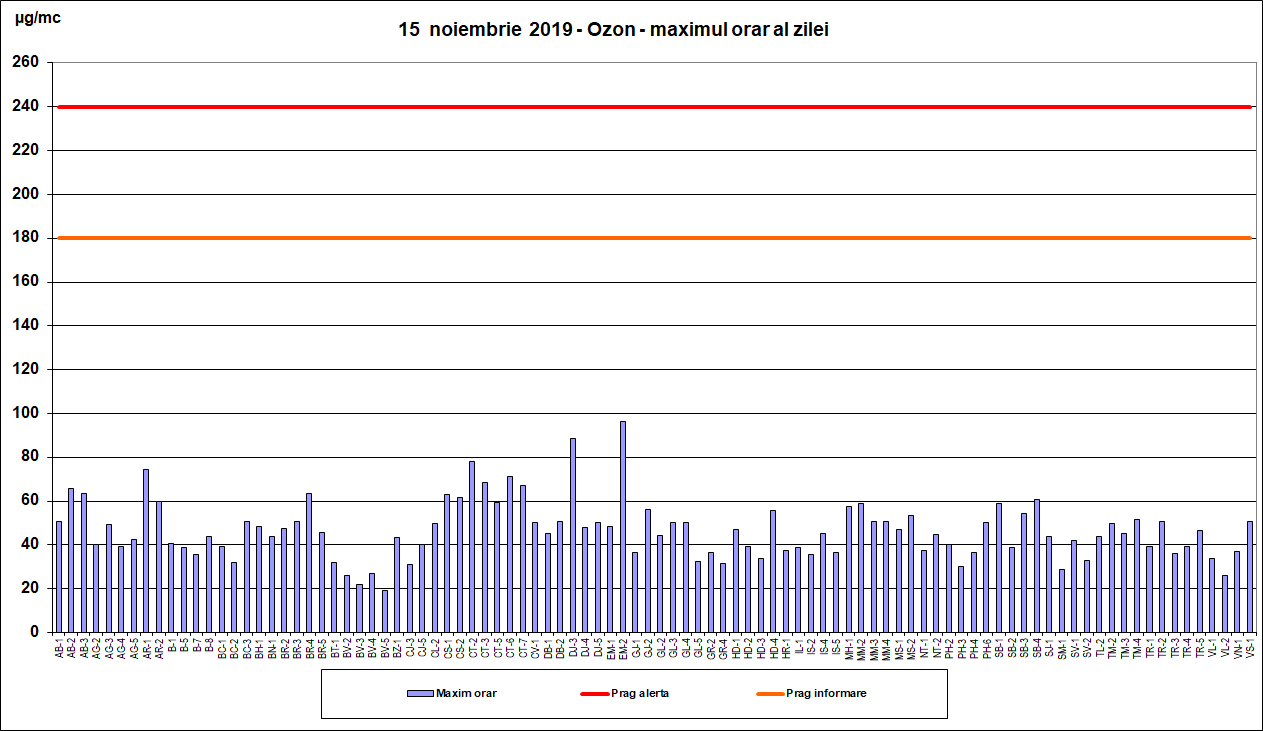 µg/mc
15 noiembrie 2019 - Ozon - maximul orar al zilei
260
240
220
200
180
160
140
120
100
80
60
40
20
0
AB-1
AB-2
AB-3
AG-2
AG-3
AG-4
AG-5
AR-1
AR-2
B-1
B-5
B-7
B-8
BC-1
BC-2
BC-3
BH-1
BN-1
BR-2
BR-3
BR-4
BR-5
BT-1
BV-2
BV-3
BV-4
BV-5
BZ-1
CJ-3
CJ-5
CL-2
CS-1
CS-2
CT-2
CT-3
CT-5
CT-6
CT-7
CV-1
DB-1
DB-2
DJ-3
DJ-4
DJ-5
EM-1
EM-2
GJ-1
GJ-2
GL-2
GL-3
GL-4
GL-5
GR-2
GR-4
HD-1
HD-2
HD-3
HD-4
HR-1
IL-1
IS-2
IS-4
IS-5
MH-1
MM-2
MM-3
MM-4
MS-1
MS-2
NT-1
NT-2
PH-2
PH-3
PH-4
PH-6
SB-1
SB-2
SB-3
SB-4
SJ-1
SM-1
SV-1
SV-2
TL-2
TM-2
TM-3
TM-4
TR-1
TR-2
TR-3
TR-4
TR-5
VL-1
VL-2
VN-1
VS-1
Maxim orar
Prag alerta
Prag informare